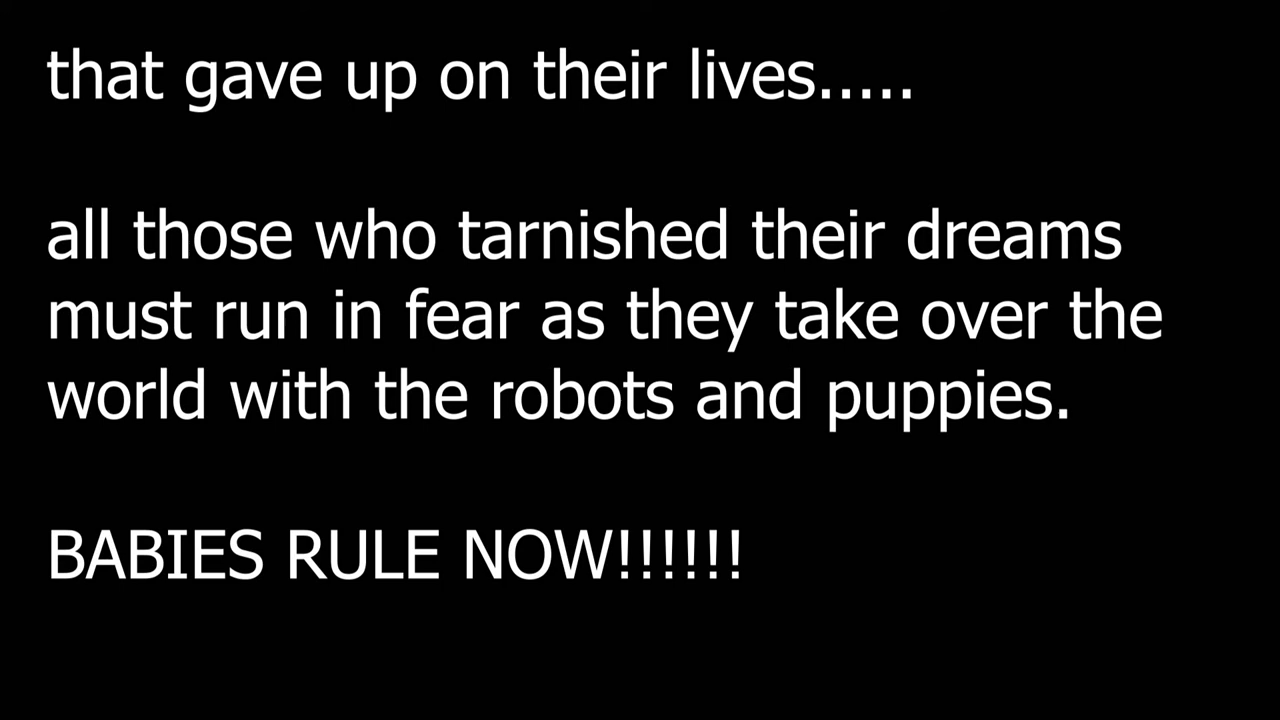 that gave up on their lives.....
all those who tarnished their dreams
must run in fear as they take over the
world with the robots and puppies.
BABIES RULE NOW!!!!!!